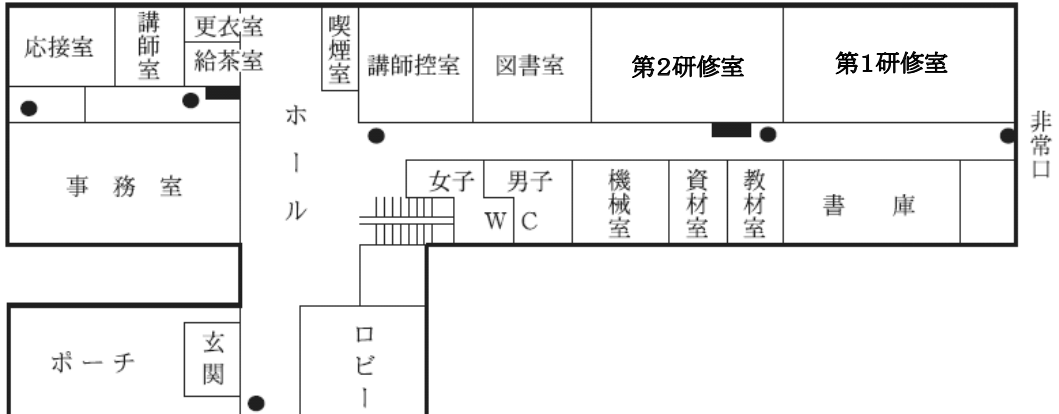 応接室
講師室
更衣室
給茶室
喫煙室
講師控室
図書室
第2研修室
第1研修室
非常口
ホール
事務室
女子
男子
WC
機械室
資材室
教材室
書庫
ポーチ
玄関
ロビー